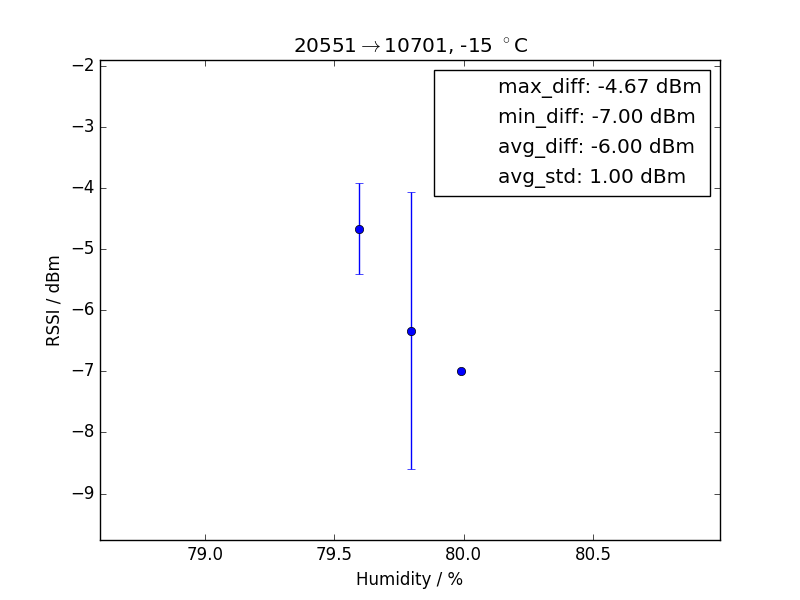 20551→10701, -15 °C
max_diff: -4.67 dBm
min_diff: -7.00 dBm
avg_diff: -6.00 dBm
avg_std: 1.00 dBm
−2
−3
−4
−5
−6
−7
−8
−9
RSSI / dBm
79.0 79.5 80.0 80.5
Humidity / %